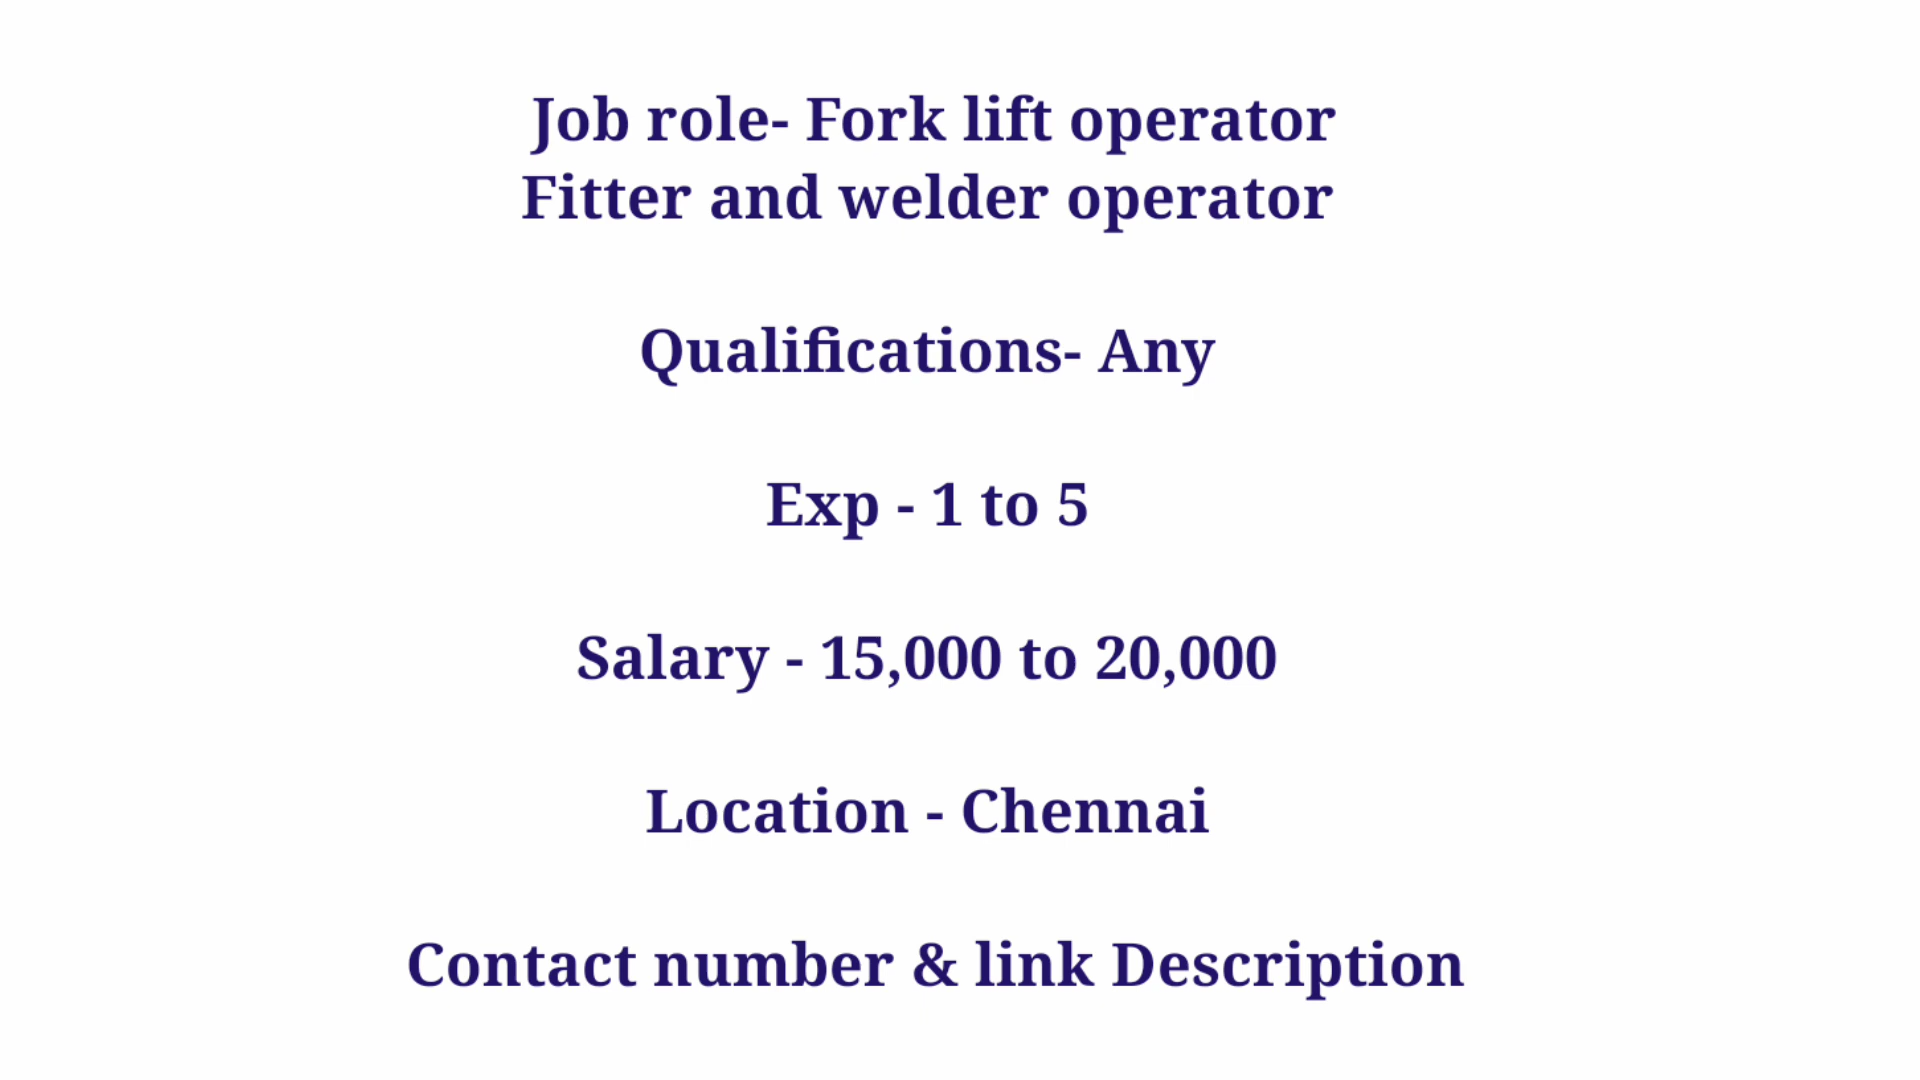 Job role- Fork lift operator
Fitter and welder operator
Qualifications- Any
Exp - 1 to 5
Salary - 15,000 to 20,000
Location - Chennai
Contact number & link Description